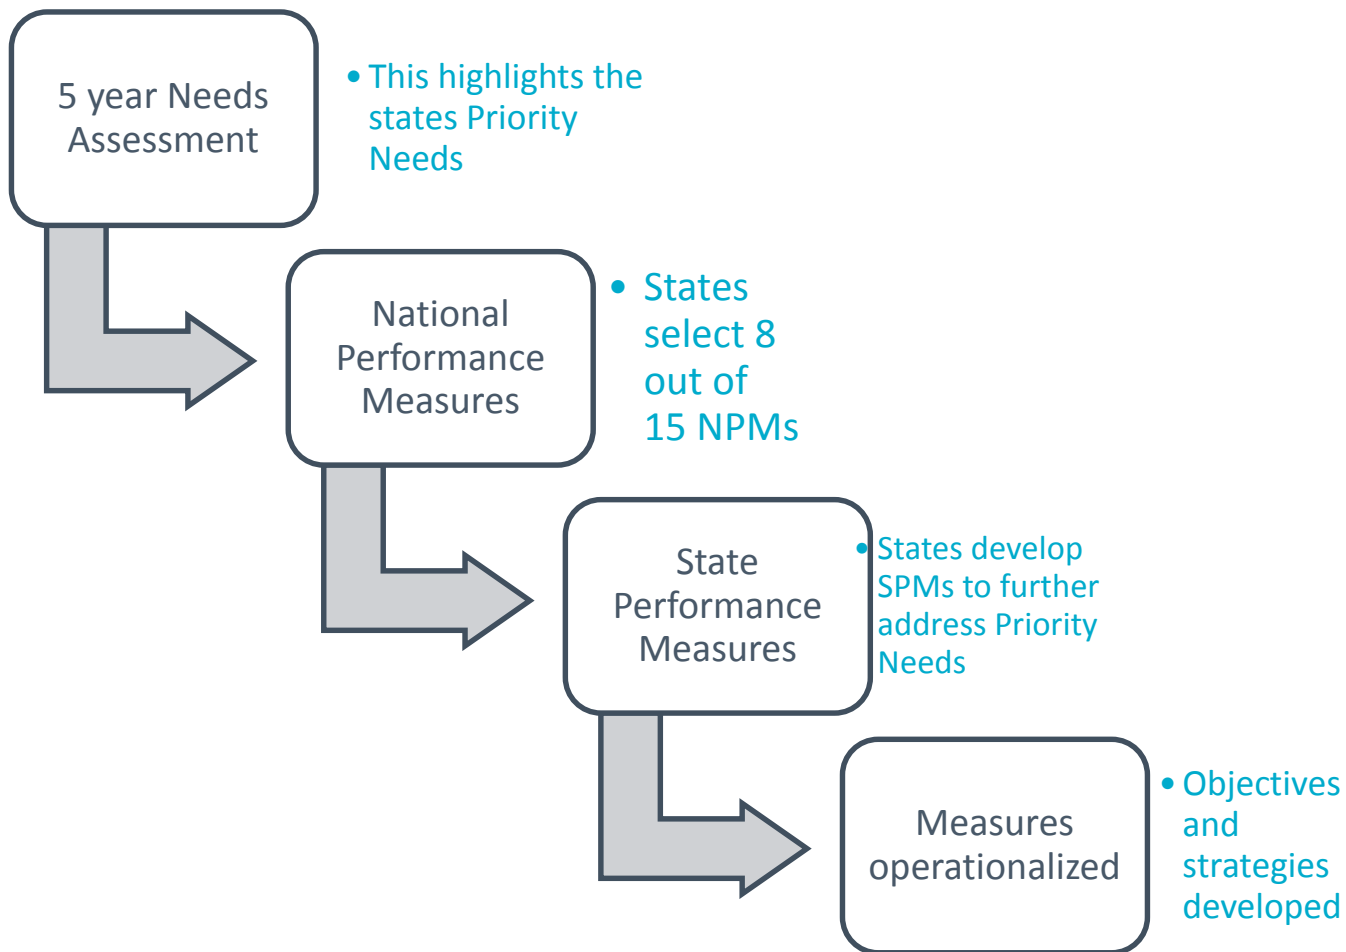 5 year Needs
Assessment
• This highlights the
states Priority
Needs
National
Performance
Measures
• States
select 8
out of
15 NPMs
State
Performance
Measures
• States develop
SPMs to further
address Priority
Needs
Measures
operationalized
• Objectives
and
strategies
developed